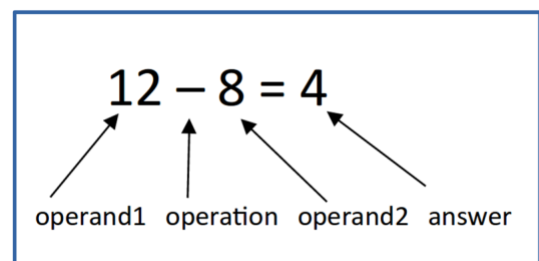 12 – 8 = 4
operand1 operation operand2 answer